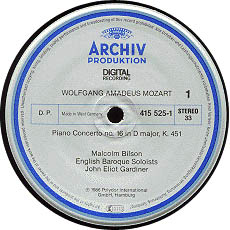 ARCHIV
PRODUKTION
DIGITAL
RECORDING
WOLFGANG AMADEUS MOZART
1
D. P.
Made in West Germany
415 525-1
STEREO
33
Piano Concerto no. 16 in D major, K. 451
Malcolm Bilson
English Baroque Soloists
John Eliot Gardiner
℗ 1986 Polydor International
GmbH, Hamburg